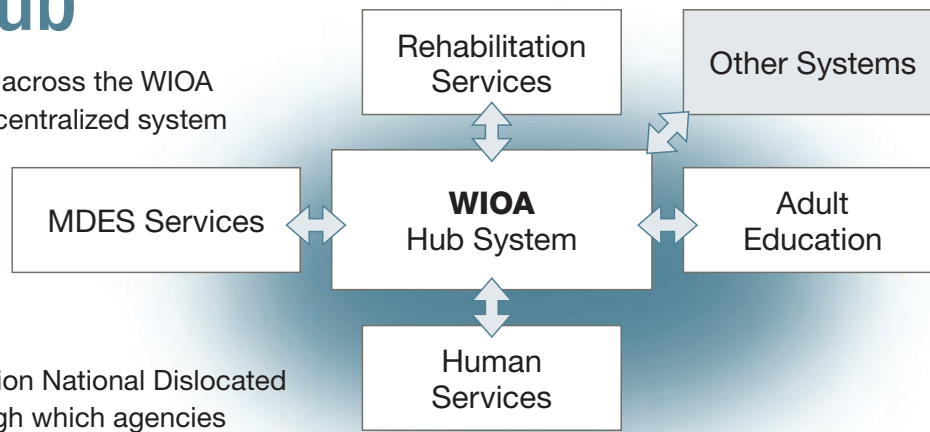 ub
across the WIOA
centralized system
Rehabilitation
Services
Other Systems
MDES Services
WIOA
Hub System
Adult
Education
Human
Services
ion National Dislocated
gh which agencies